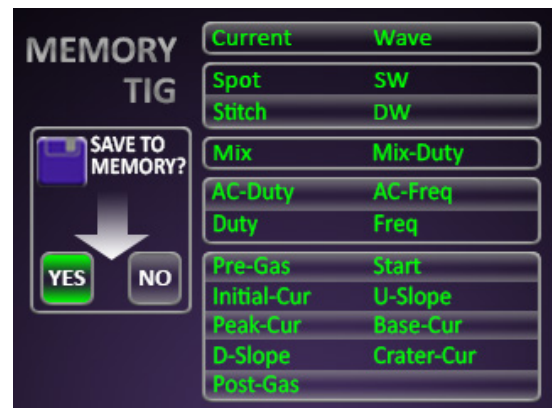 MEMORY
TIG
SAVE TO
MEMORY?
YES NO
Current Wave
Spot SW
Stitch DW
Mix Mix-Duty
AC-Duty AC-Freq
Duty Freq
Pre-Gas Start
Initial-Cur U-Slope
Peak-Cur Base-Cur
D-Slope Crater-Cur
Post-Gas